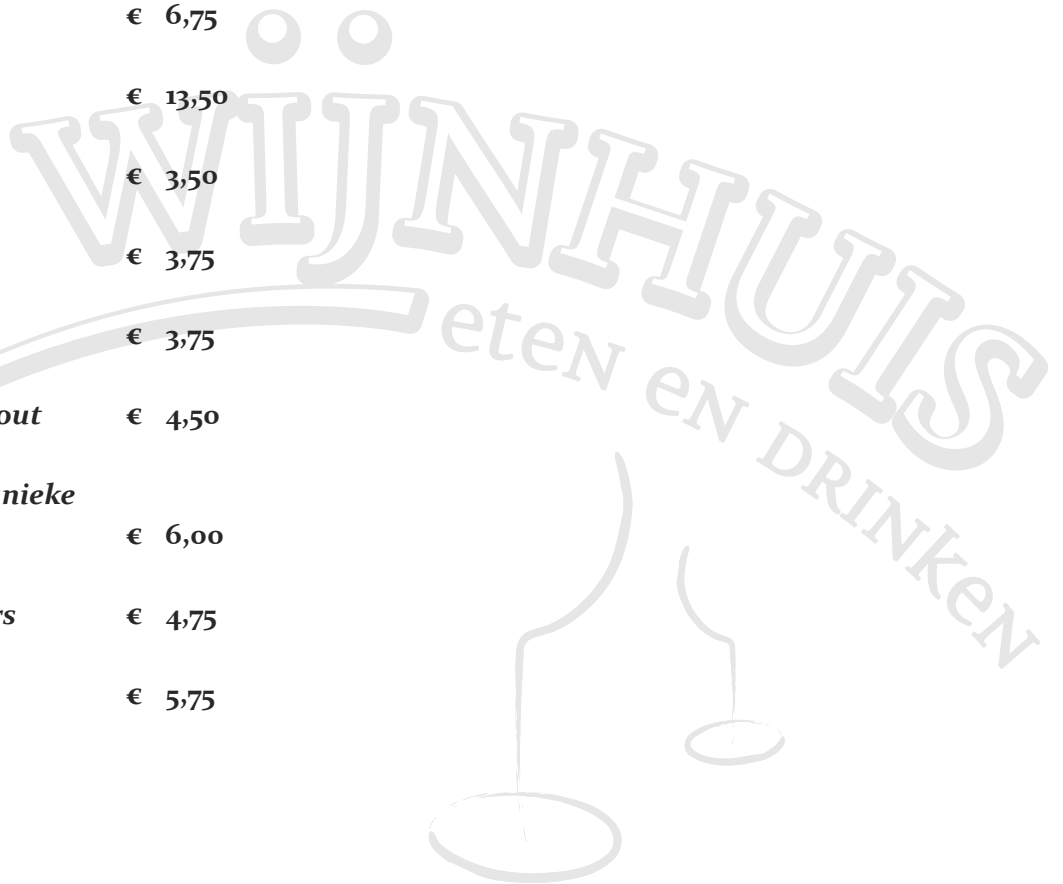 € 6,75
€ 13,50
€ 3,50
€ 3,75
€ 3,75
out € 4,50
nieke
€ 6,00
rs € 4,75
€ 5,75
WIJNHUIS
eten en drinken